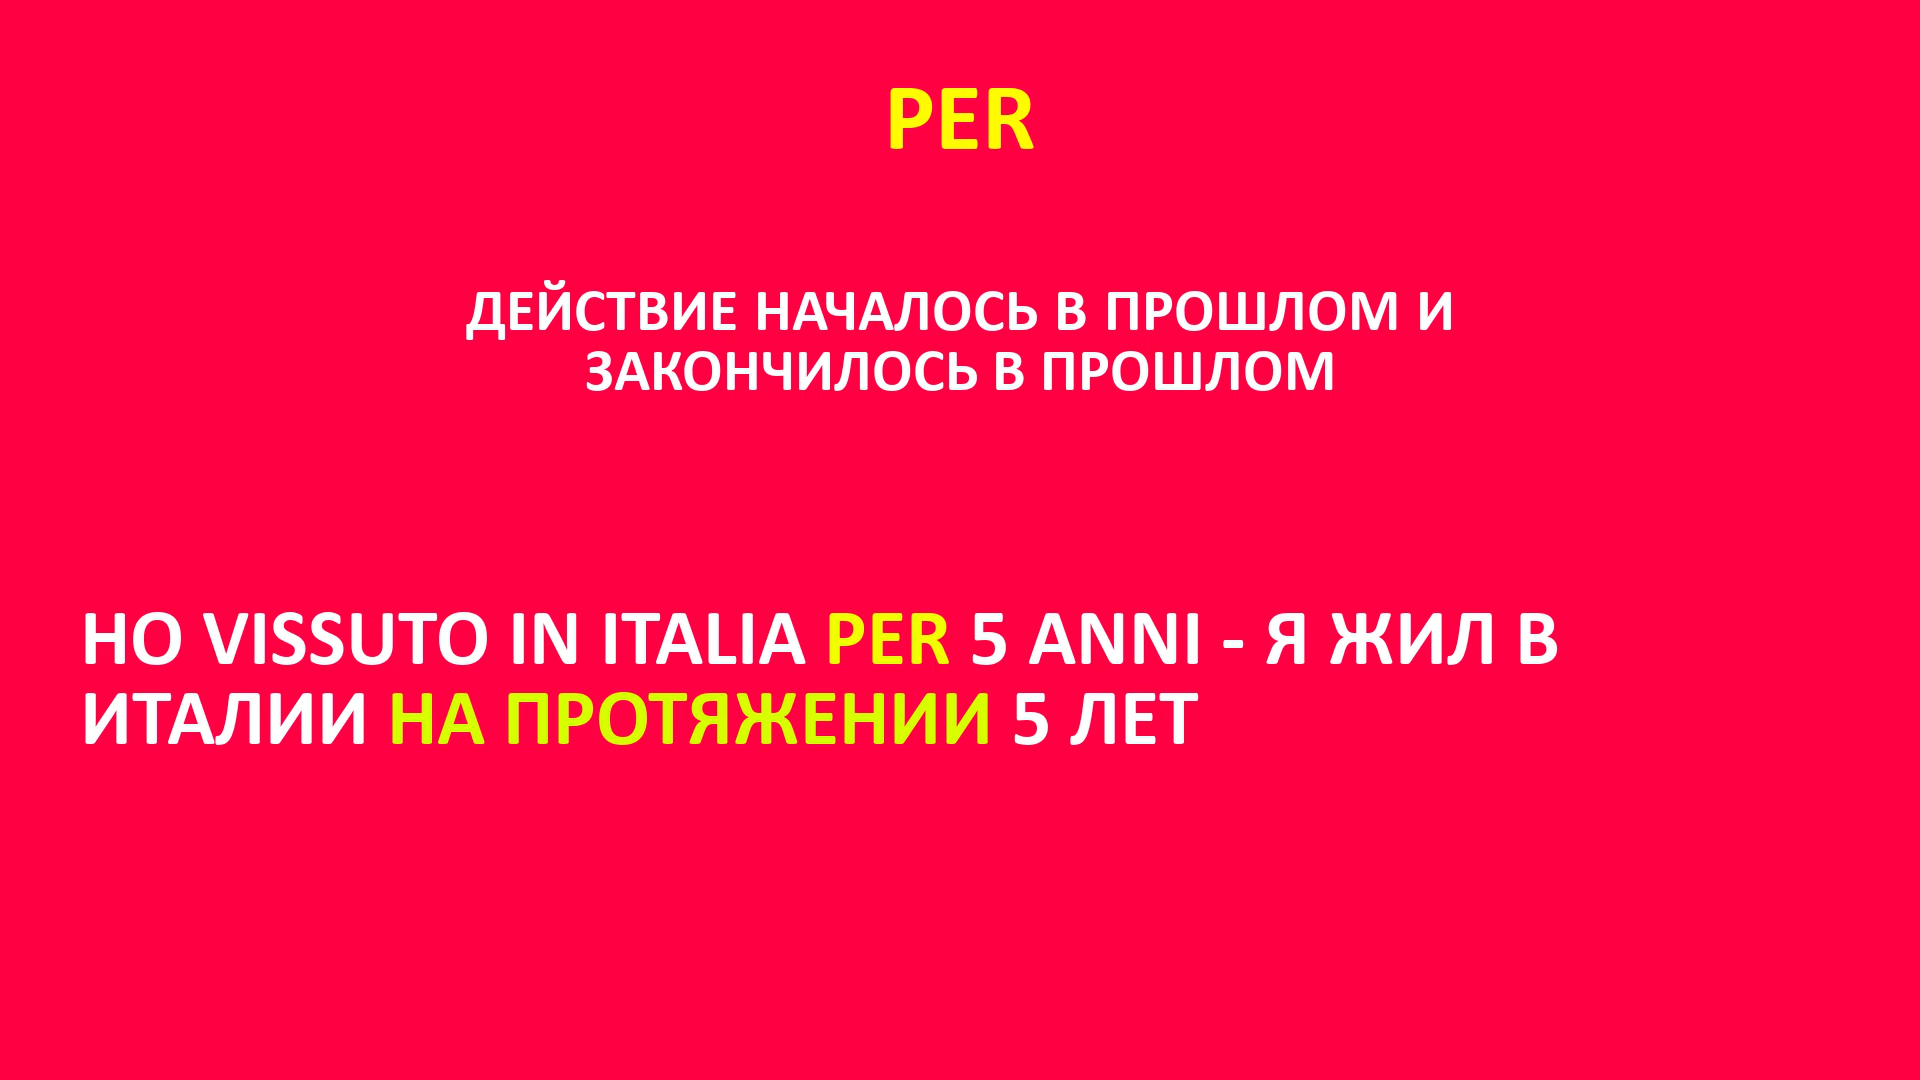 PER
ДЕЙСТВИЕ НАЧАЛОСЬ В ПРОШЛОМ И
ЗАКОНЧИЛОСЬ В ПРОШЛОМ
HO VISSUTO IN ITALIA PER 5 ANNI - Я ЖИЛ В
ИТАЛИИ НА ПРОТЯЖЕНИИ 5 ЛЕТ